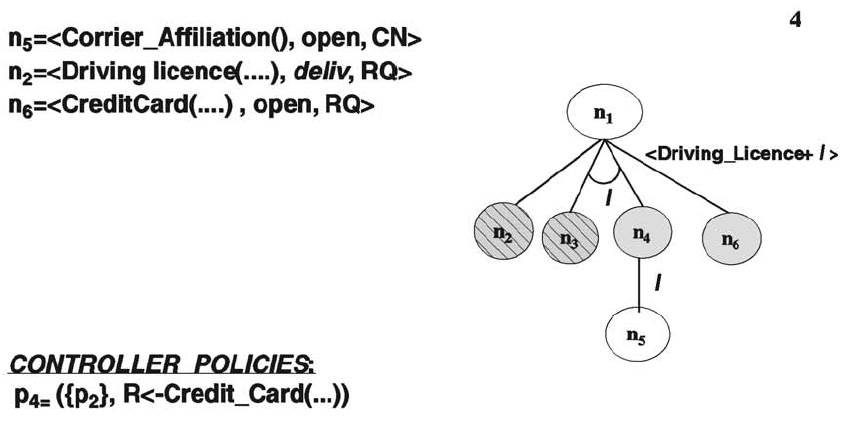 4
n5=<Corrier_Affiliation(), open, CN>
n2=<Driving licence(....), deliv, RQ>
n6=<CreditCard(....) , open, RQ>
n1
<Driving_Licence+ l >
l
n2
n3
n4
n6
l
n5
CONTROLLER POLICIES:
p4= ({p2}, R<-Credit_Card(...))